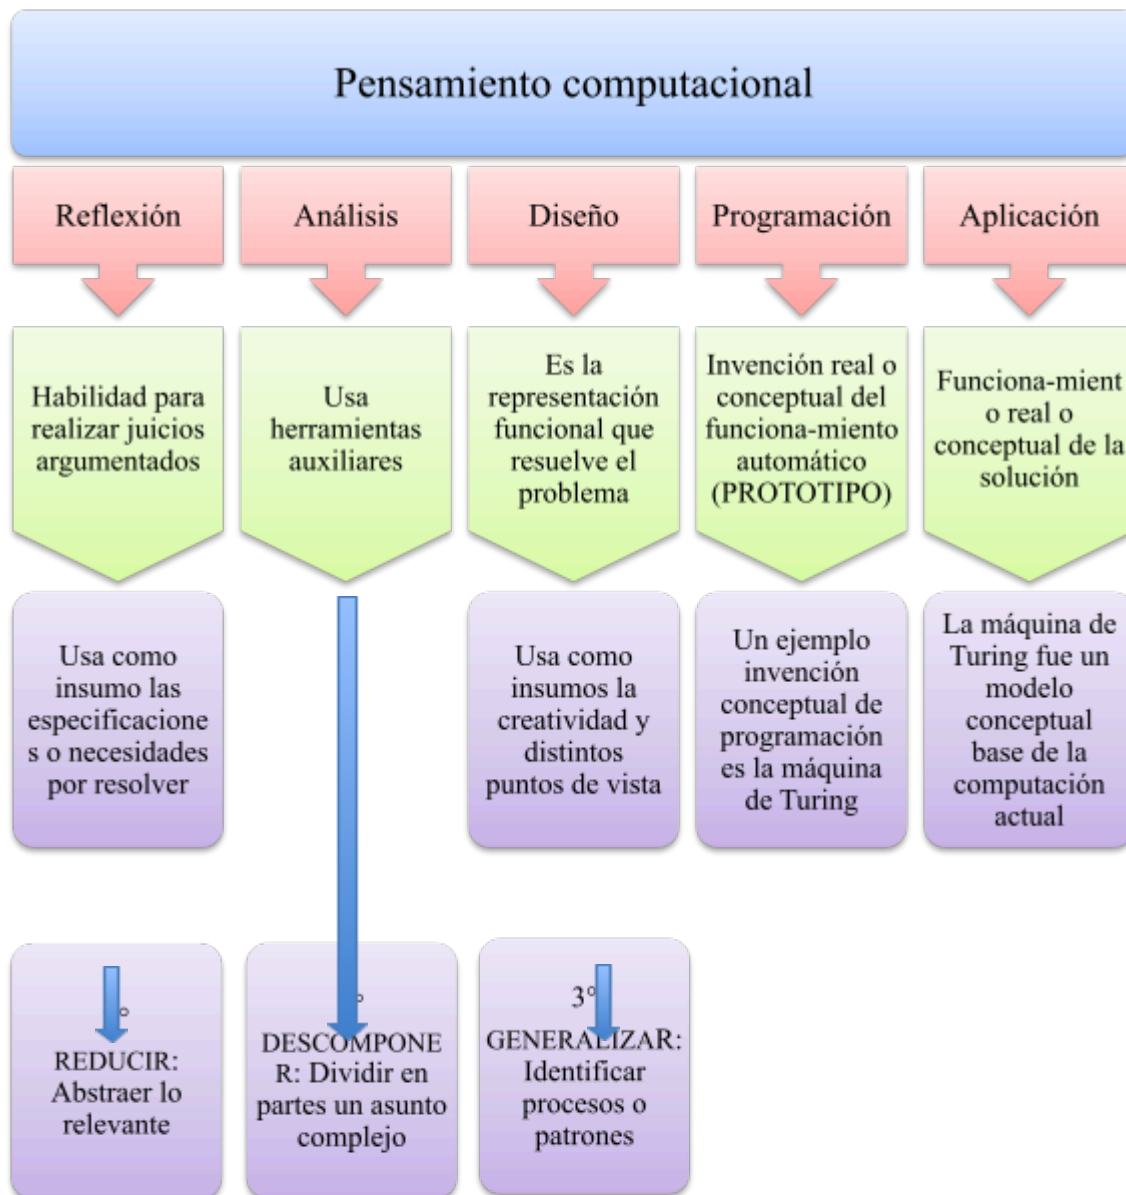 Pensamiento computacional
Reflexión
Análisis
Diseño
Programación
Aplicación
Habilidad para
realizar juicios
argumentados
Usa
herramientas
auxiliares
Es la
representación
funcional que
resuelve el
problema
Invención real o
conceptual del
funciona-miento
automático
(PROTOTIPO)
Funciona-mient
o real o
conceptual de la
solución
Usa como
insumo las
especificacione
s o necesidades
por resolver
Usa como
insumos la
creatividad y
distintos
puntos de vista
Un ejemplo
invención
conceptual de
programación
es la máquina
de Turing
La máquina de
Turing fue un
modelo
conceptual
base de la
computación
actual
°
REDUCIR:
Abstraer lo
relevante
°
DESCOMPONE
R: Dividir en
partes un asunto
complejo
3°
GENERALIZAR:
Identificar
procesos o
patrones